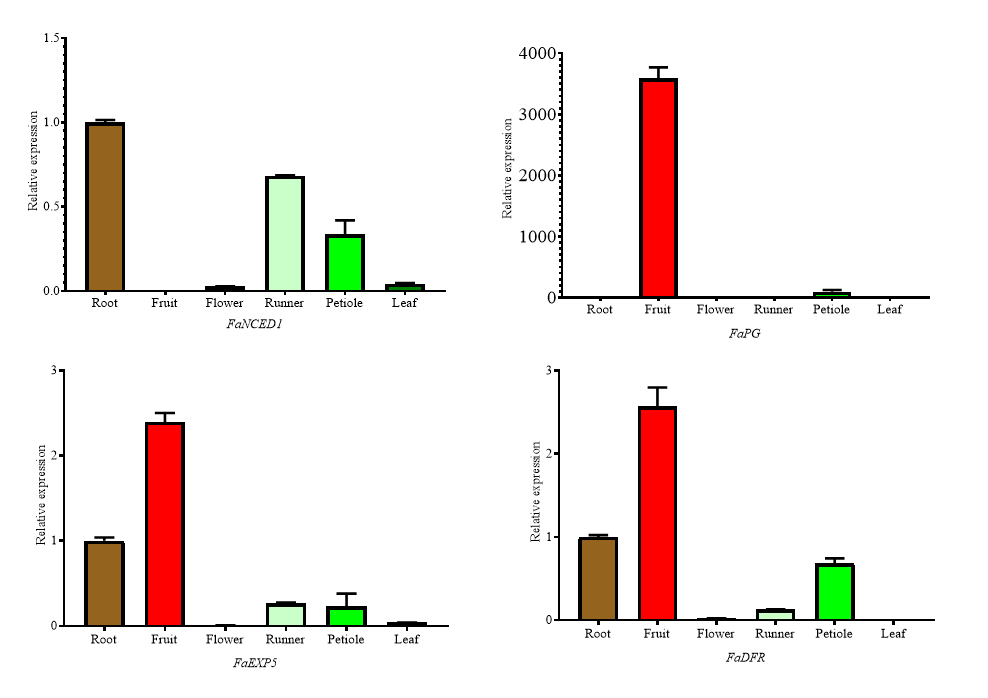 1.5
1.0
0.5
0.0
Relative expression
Root Fruit Flower Runner Petiole Leaf
FaNCED1
4000
3000
2000
1000
0
Relative expression
Root Fruit Flower Runner Petiole Leaf
FaPG
3
2
1
0
Relative expression
Root Fruit Flower Runner Petiole Leaf
FaEXP5
3
2
1
0
Relative expression
Root Fruit Flower Runner Petiole Leaf
FaDFR